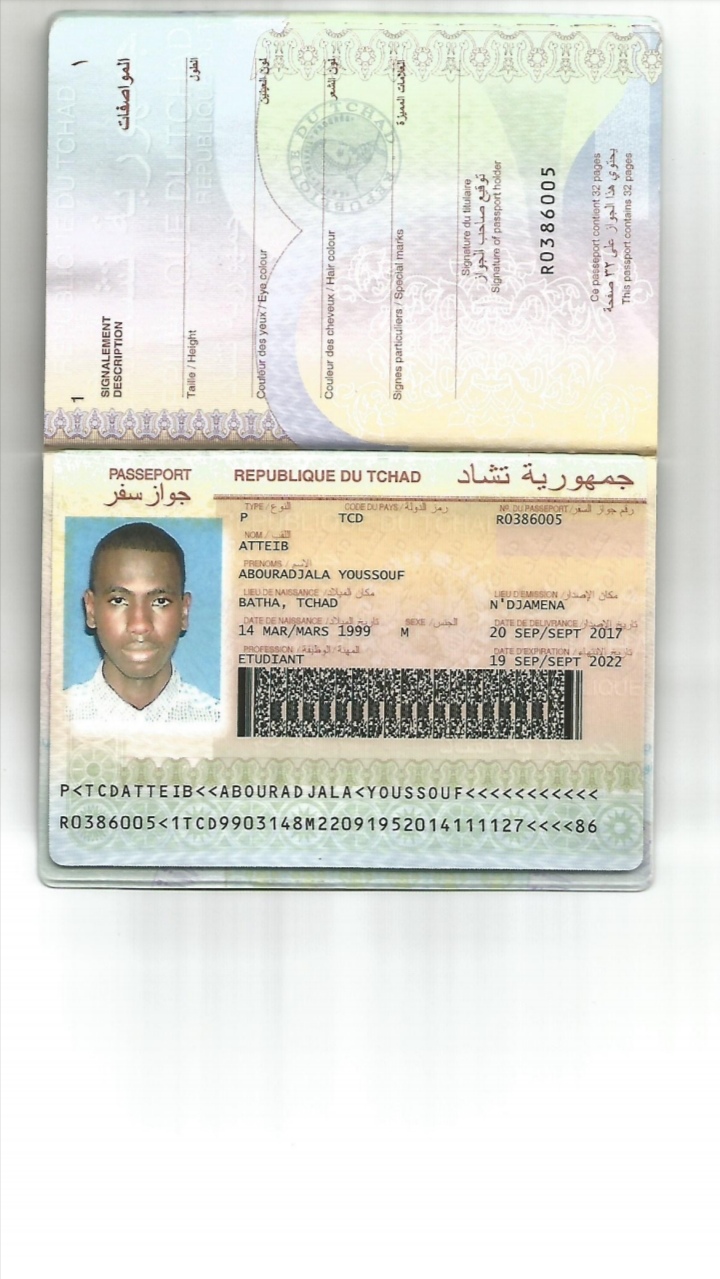 ١
المواصفات
الطول
لون العينين
لون الشعر
العلامات المميزة
1
SIGNALEMENT
DESCRIPTION
Taille / Height
Couleur des yeux / Eye colour
Couleur des cheveux / Hair colour
Signes particuliers / Special marks
REPUBLIQUE DU TCHAD
Signature du titulaire
توقيع صاحب الجواز
Signature of passport holder
R0386005
Ce passeport contient 32 pages
يحتوي هذا الجواز على ٣٢ صفحة
This passport contains 32 pages
PASSEPORT REPUBLIQUE DU TCHAD جمهورية تشاد
جواز سفر
TYPE / النوع CODE DU PAYS / رمز الدولة NR. DU PASSEPORT / رقم جواز السفر
P TCD R0386005
NOM / اللقب
ATTEIB
PRENOMS / الاسم
ABOURADJALA YOUSSOUF
LIEU DE NAISSANCE / مكان الميلاد LIEU D'EMISSION / مكان الإصدار
BATHA, TCHAD N'DJAMENA
DATE DE NAISSANCE / تاريخ الميلاد SEXE / الجنس DATE DE DELIVRANCE / تاريخ الإصدار
14 MAR/MARS 1999 M 20 SEP/SEPT 2017
PROFESSION / المهنة / الوظيفة DATE D'EXPIRATION / تاريخ الانتهاء
ETUDIANT 19 SEP/SEPT 2022
P<TCDATTEIB<<ABOURADJALA<YOUSSOUF<<<<<<<<<<<
R0386005<1TCD9903148M22091952014111127<<<<86